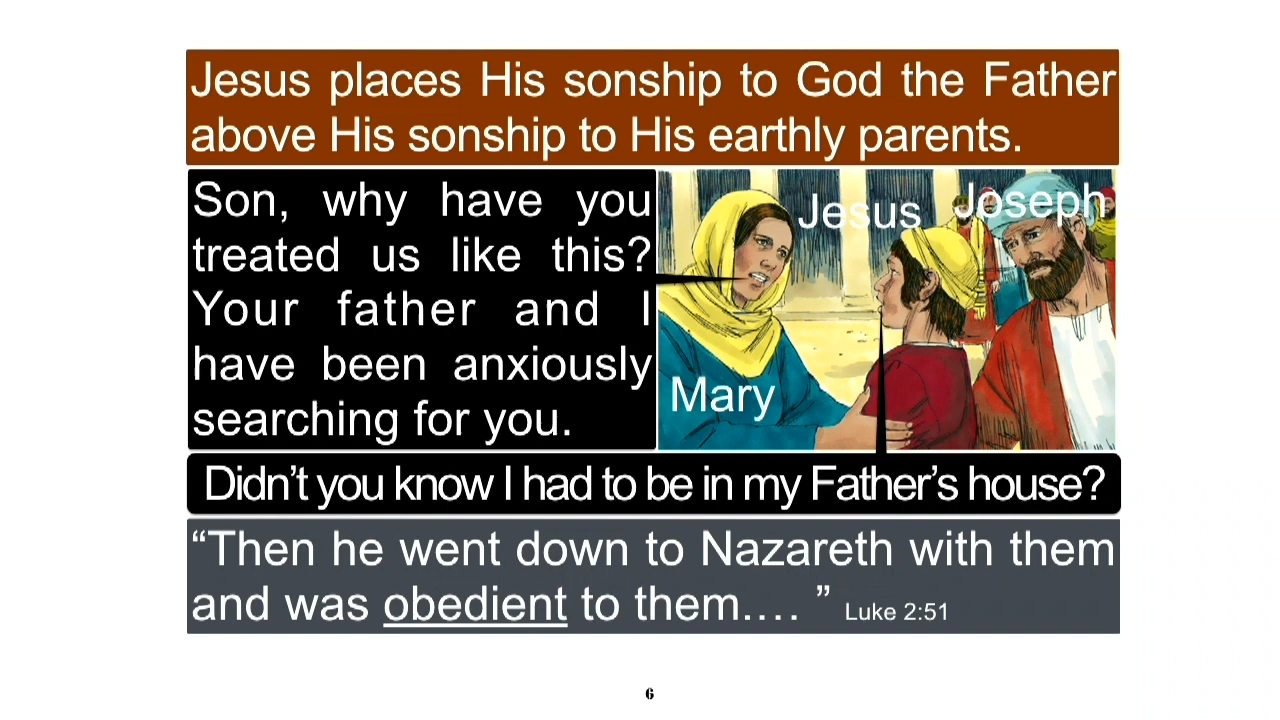 Jesus places His sonship to God the Father
above His sonship to His earthly parents.
Son, why have you
treated us like this?
Your father and I
have been anxiously
searching for you.
Jesus
Joseph
Mary
Didn’t you know I had to be in my Father’s house?
“Then he went down to Nazareth with them
and was obedient to them…. ” Luke 2:51
6